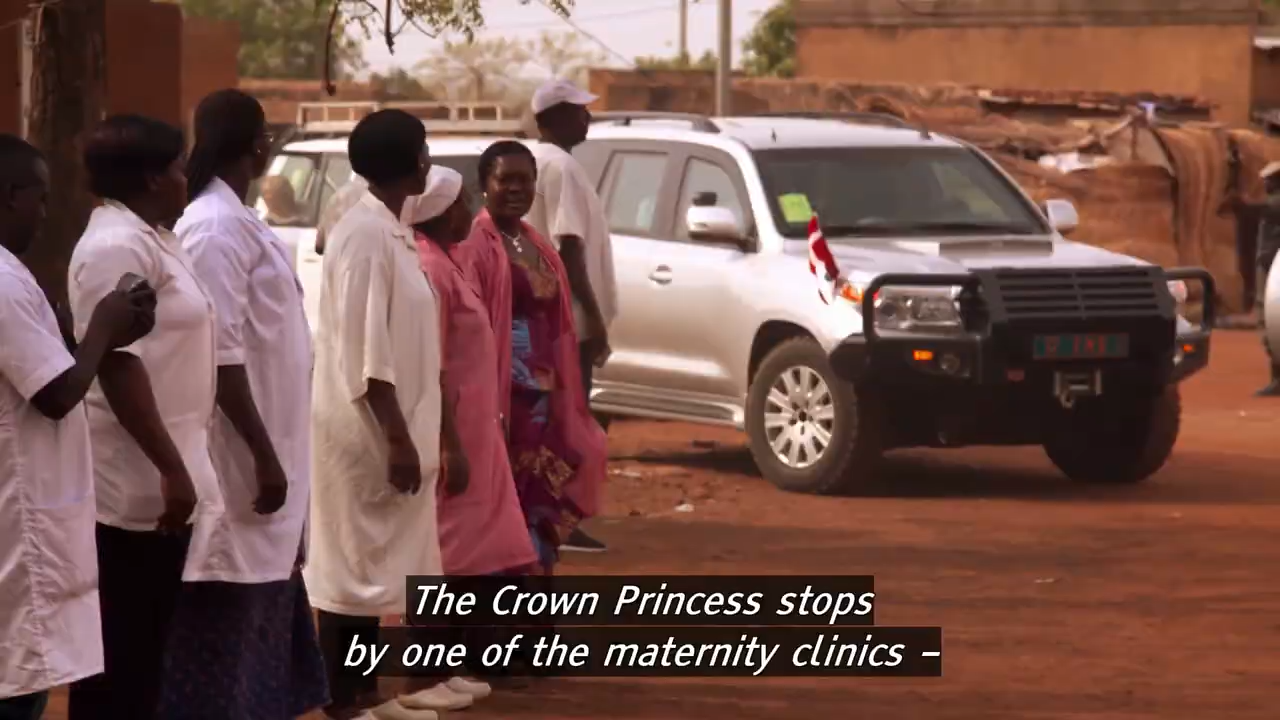 The Crown Princess stops
by one of the maternity clinics –